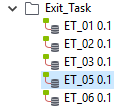 Exit_Task
ET_01 0.1
ET_02 0.1
ET_03 0.1
ET_05 0.1
ET_06 0.1